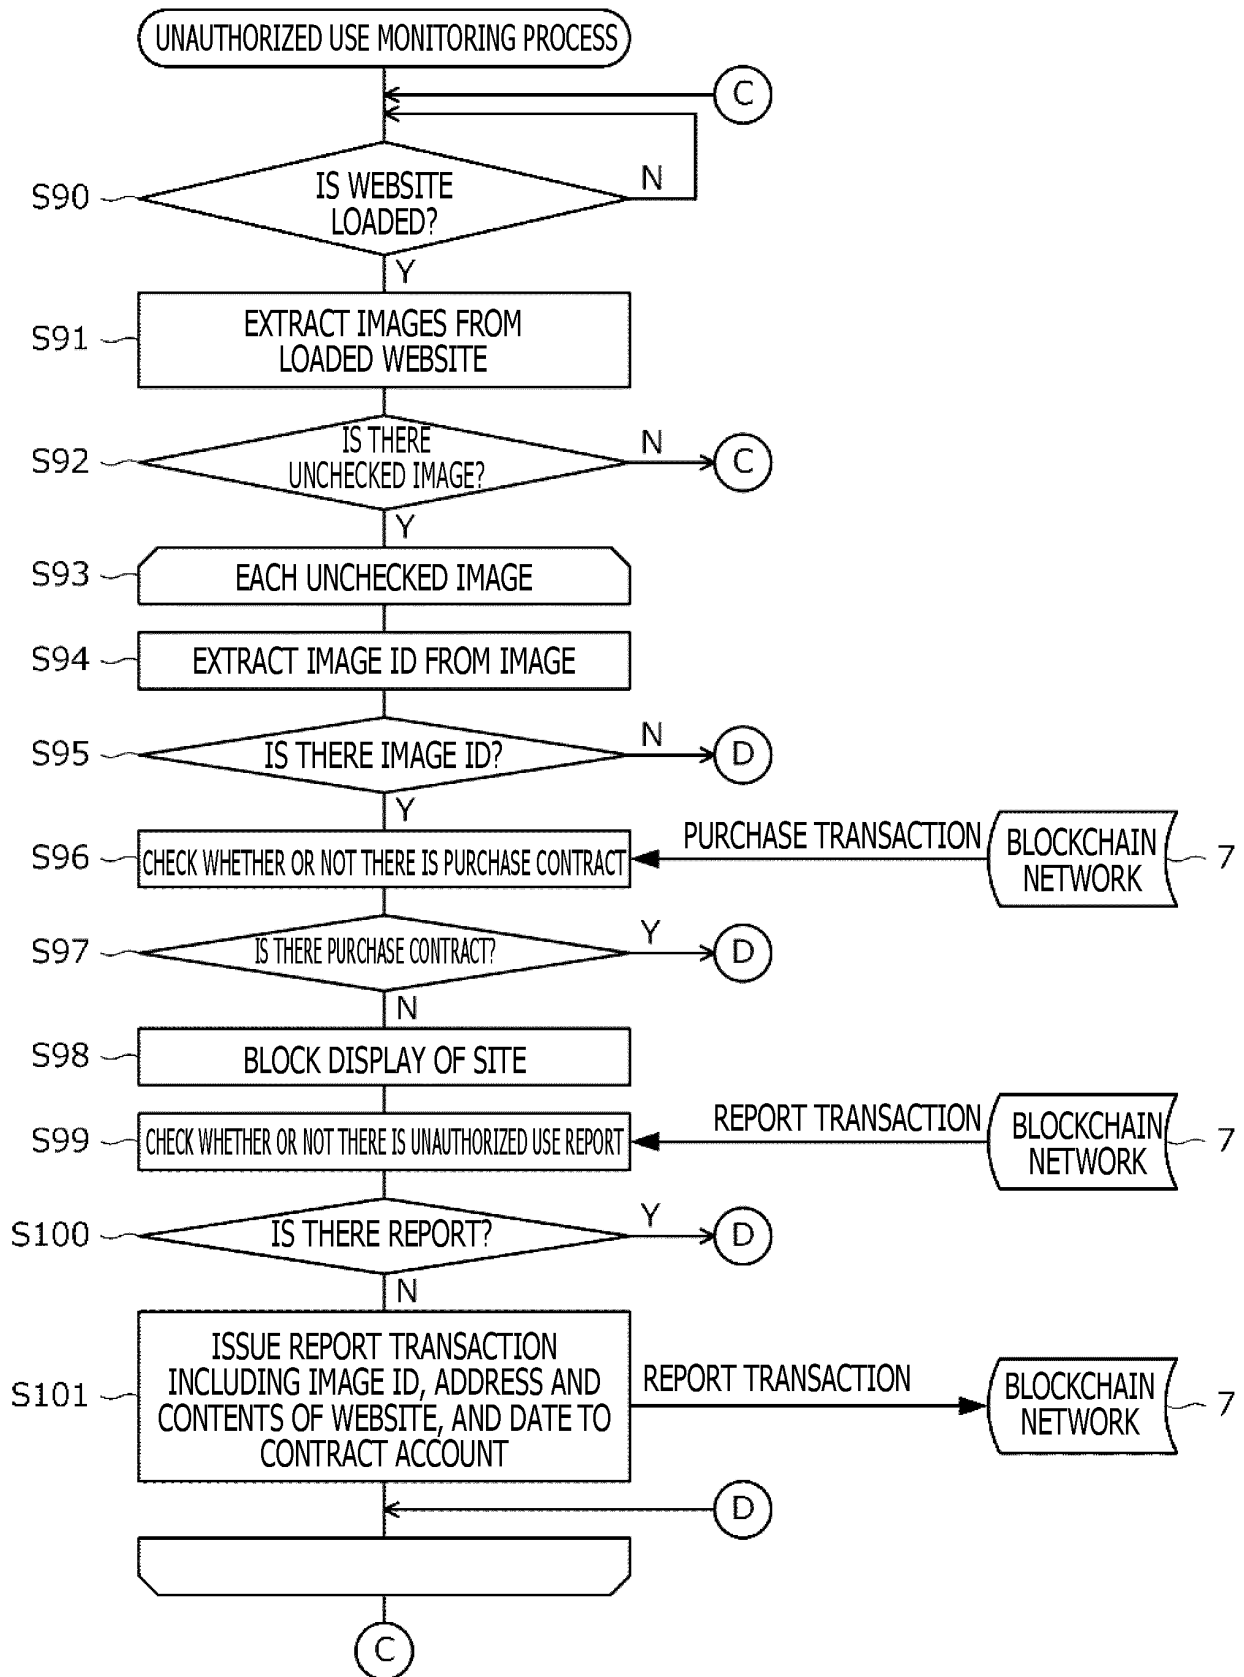 UNAUTHORIZED USE MONITORING PROCESS
C
S90
IS WEBSITE
LOADED?
N
Y
S91
EXTRACT IMAGES FROM
LOADED WEBSITE
S92
IS THERE
UNCHECKED IMAGE?
N
C
Y
S93
EACH UNCHECKED IMAGE
S94
EXTRACT IMAGE ID FROM IMAGE
S95
IS THERE IMAGE ID?
N
D
Y
S96
CHECK WHETHER OR NOT THERE IS PURCHASE CONTRACT
PURCHASE TRANSACTION
BLOCKCHAIN
NETWORK
7
S97
IS THERE PURCHASE CONTRACT?
Y
D
N
S98
BLOCK DISPLAY OF SITE
S99
CHECK WHETHER OR NOT THERE IS UNAUTHORIZED USE REPORT
REPORT TRANSACTION
BLOCKCHAIN
NETWORK
7
S100
IS THERE REPORT?
Y
D
N
S101
ISSUE REPORT TRANSACTION
INCLUDING IMAGE ID, ADDRESS AND
CONTENTS OF WEBSITE, AND DATE TO
CONTRACT ACCOUNT
REPORT TRANSACTION
BLOCKCHAIN
NETWORK
7
D
C